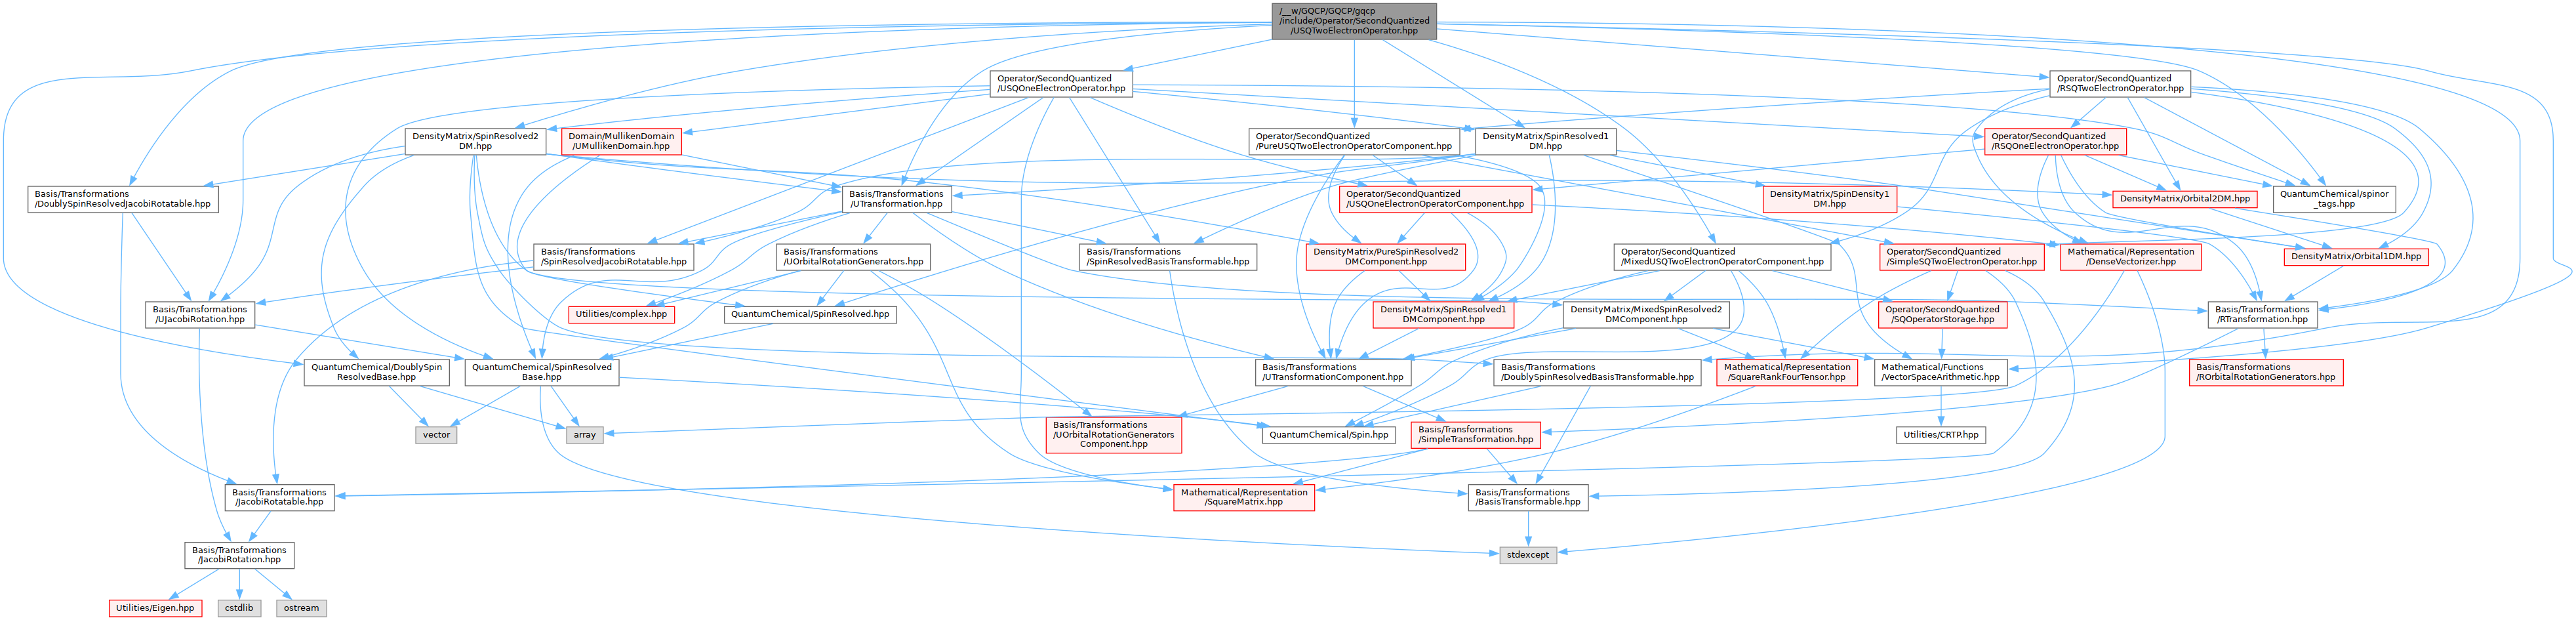 /__w/GQCP/GQCP/gqcp
/include/Operator/SecondQuantized
/USQTwoElectronOperator.hpp
Operator/SecondQuantized
/USQOneElectronOperator.hpp
Operator/SecondQuantized
/RSQTwoElectronOperator.hpp
DensityMatrix/SpinResolved2
DM.hpp
Domain/MullikenDomain
/UMullikenDomain.hpp
Operator/SecondQuantized
/PureUSQTwoElectronOperatorComponent.hpp
DensityMatrix/SpinResolved1
DM.hpp
Operator/SecondQuantized
/RSQOneElectronOperator.hpp
Basis/Transformations
/DoublySpinResolvedJacobiRotatable.hpp
Basis/Transformations
/UTransformation.hpp
Operator/SecondQuantized
/USQOneElectronOperatorComponent.hpp
DensityMatrix/SpinDensity1
DM.hpp
DensityMatrix/Orbital2DM.hpp
QuantumChemical/spinor
_tags.hpp
Basis/Transformations
/SpinResolvedJacobiRotatable.hpp
Basis/Transformations
/UOrbitalRotationGenerators.hpp
Basis/Transformations
/SpinResolvedBasisTransformable.hpp
DensityMatrix/PureSpinResolved2
DMComponent.hpp
Operator/SecondQuantized
/MixedUSQTwoElectronOperatorComponent.hpp
Operator/SecondQuantized
/SimpleSQTwoElectronOperator.hpp
Mathematical/Representation
/DenseVectorizer.hpp
DensityMatrix/Orbital1DM.hpp
Basis/Transformations
/UJacobiRotation.hpp
Utilities/complex.hpp
QuantumChemical/SpinResolved.hpp
DensityMatrix/SpinResolved1
DMComponent.hpp
DensityMatrix/MixedSpinResolved2
DMComponent.hpp
Operator/SecondQuantized
/SQOperatorStorage.hpp
Basis/Transformations
/RTransformation.hpp
QuantumChemical/DoublySpin
ResolvedBase.hpp
QuantumChemical/SpinResolved
Base.hpp
Basis/Transformations
/UTransformationComponent.hpp
Basis/Transformations
/DoublySpinResolvedBasisTransformable.hpp
Mathematical/Representation
/SquareRankFourTensor.hpp
Mathematical/Functions
/VectorSpaceArithmetic.hpp
Basis/Transformations
/ROrbitalRotationGenerators.hpp
vector
array
Basis/Transformations
/UOrbitalRotationGenerators
Component.hpp
QuantumChemical/Spin.hpp
Basis/Transformations
/SimpleTransformation.hpp
Utilities/CRTP.hpp
Basis/Transformations
/JacobiRotatable.hpp
Mathematical/Representation
/SquareMatrix.hpp
Basis/Transformations
/BasisTransformable.hpp
Basis/Transformations
/JacobiRotation.hpp
stdexcept
Utilities/Eigen.hpp
cstdlib
ostream